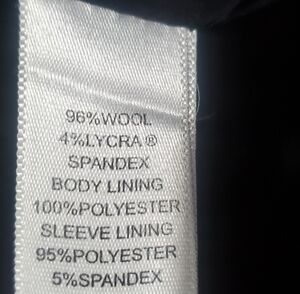 96%WOOL
4%LYCRA®
SPANDEX
BODY LINING
100%POLYESTER
SLEEVE LINING
95%POLYESTER
5%SPANDEX